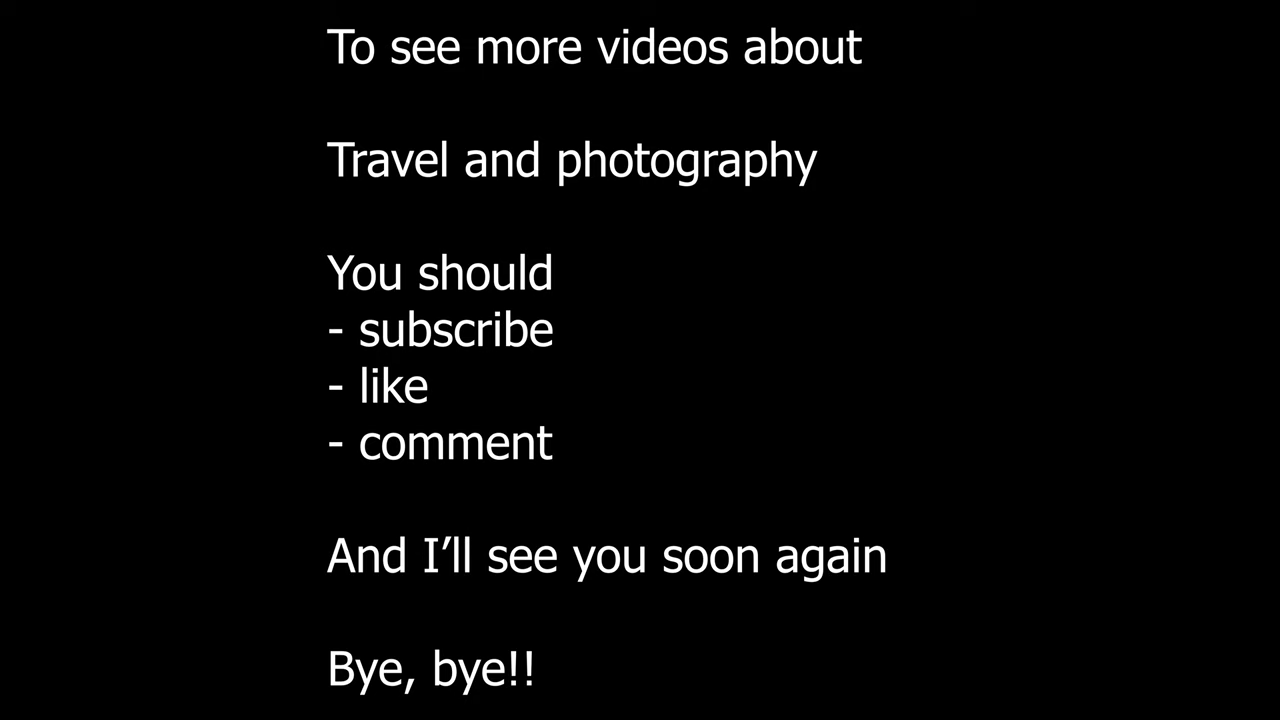 To see more videos about
Travel and photography
You should
- subscribe
- like
- comment
And I’ll see you soon again
Bye, bye!!